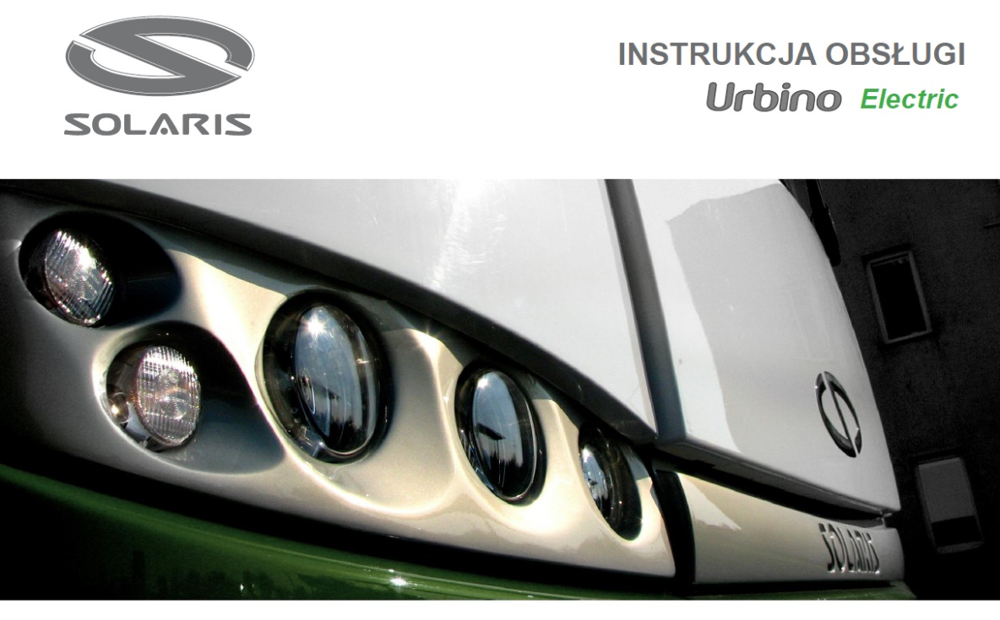 SOLARIS
INSTRUKCJA OBSŁUGI
Urbino Electric
SOLARIS